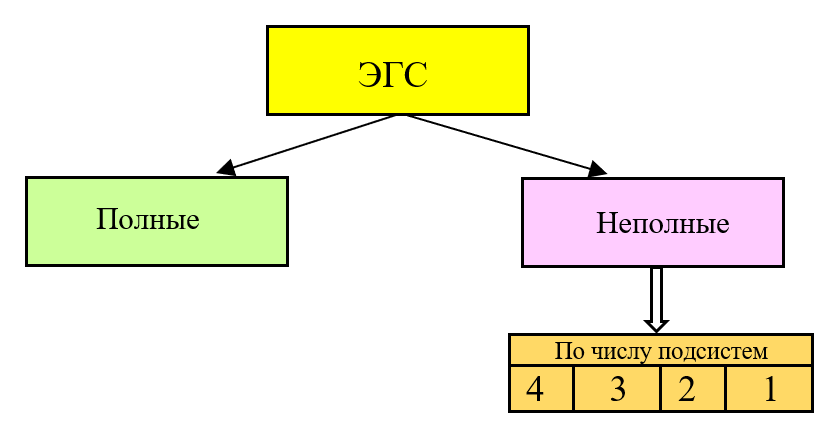 ЭГС
Полные
Неполные
По числу подсистем
4 3 2 1